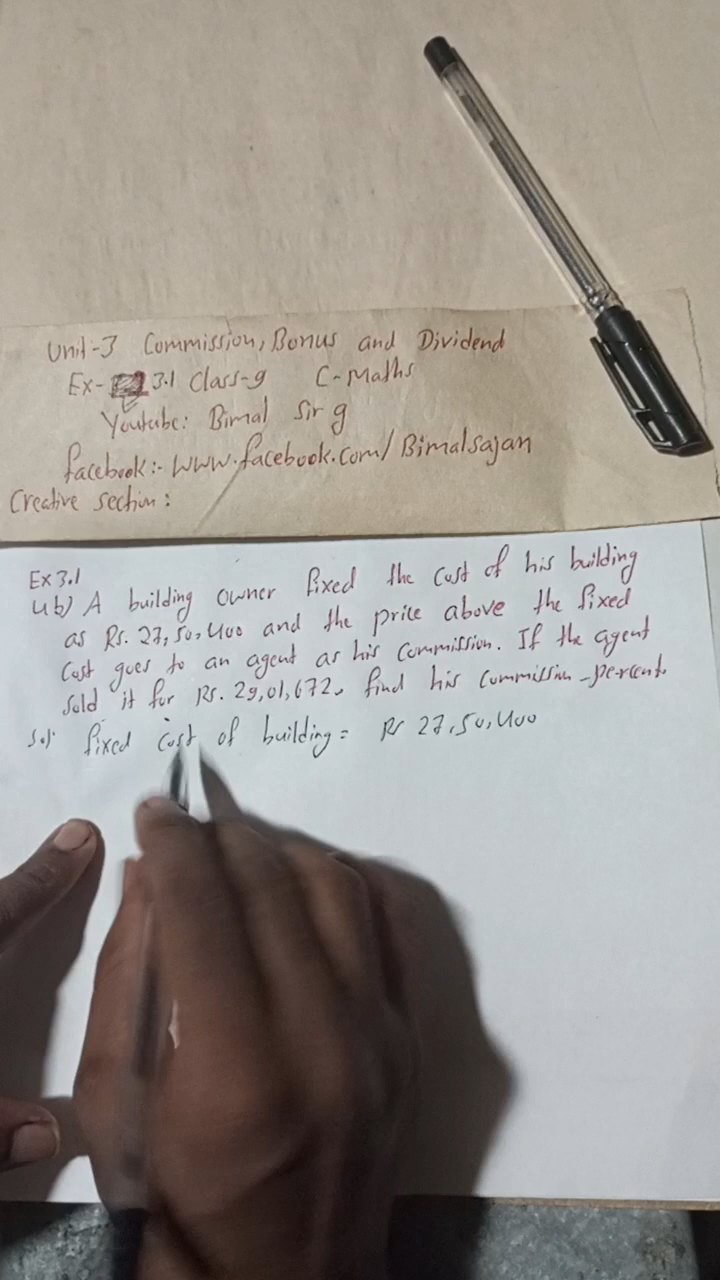 Unit-3 Commission, Bonus and Dividend
Ex- 3.1 Class-9 C-Maths
Youtube: Bimal Sir g
facebook:- www.facebook.com/Bimalsajan
Creative section:
Ex 3.1
4b) A building owner fixed the cost of his building
as Rs. 27,50,400 and the price above the fixed
cost goes to an agent as his commission. If the agent
sold it for Rs. 29,01,672, find his commission-percent.
Sol: fixed cost of building = Rs 27,50,400